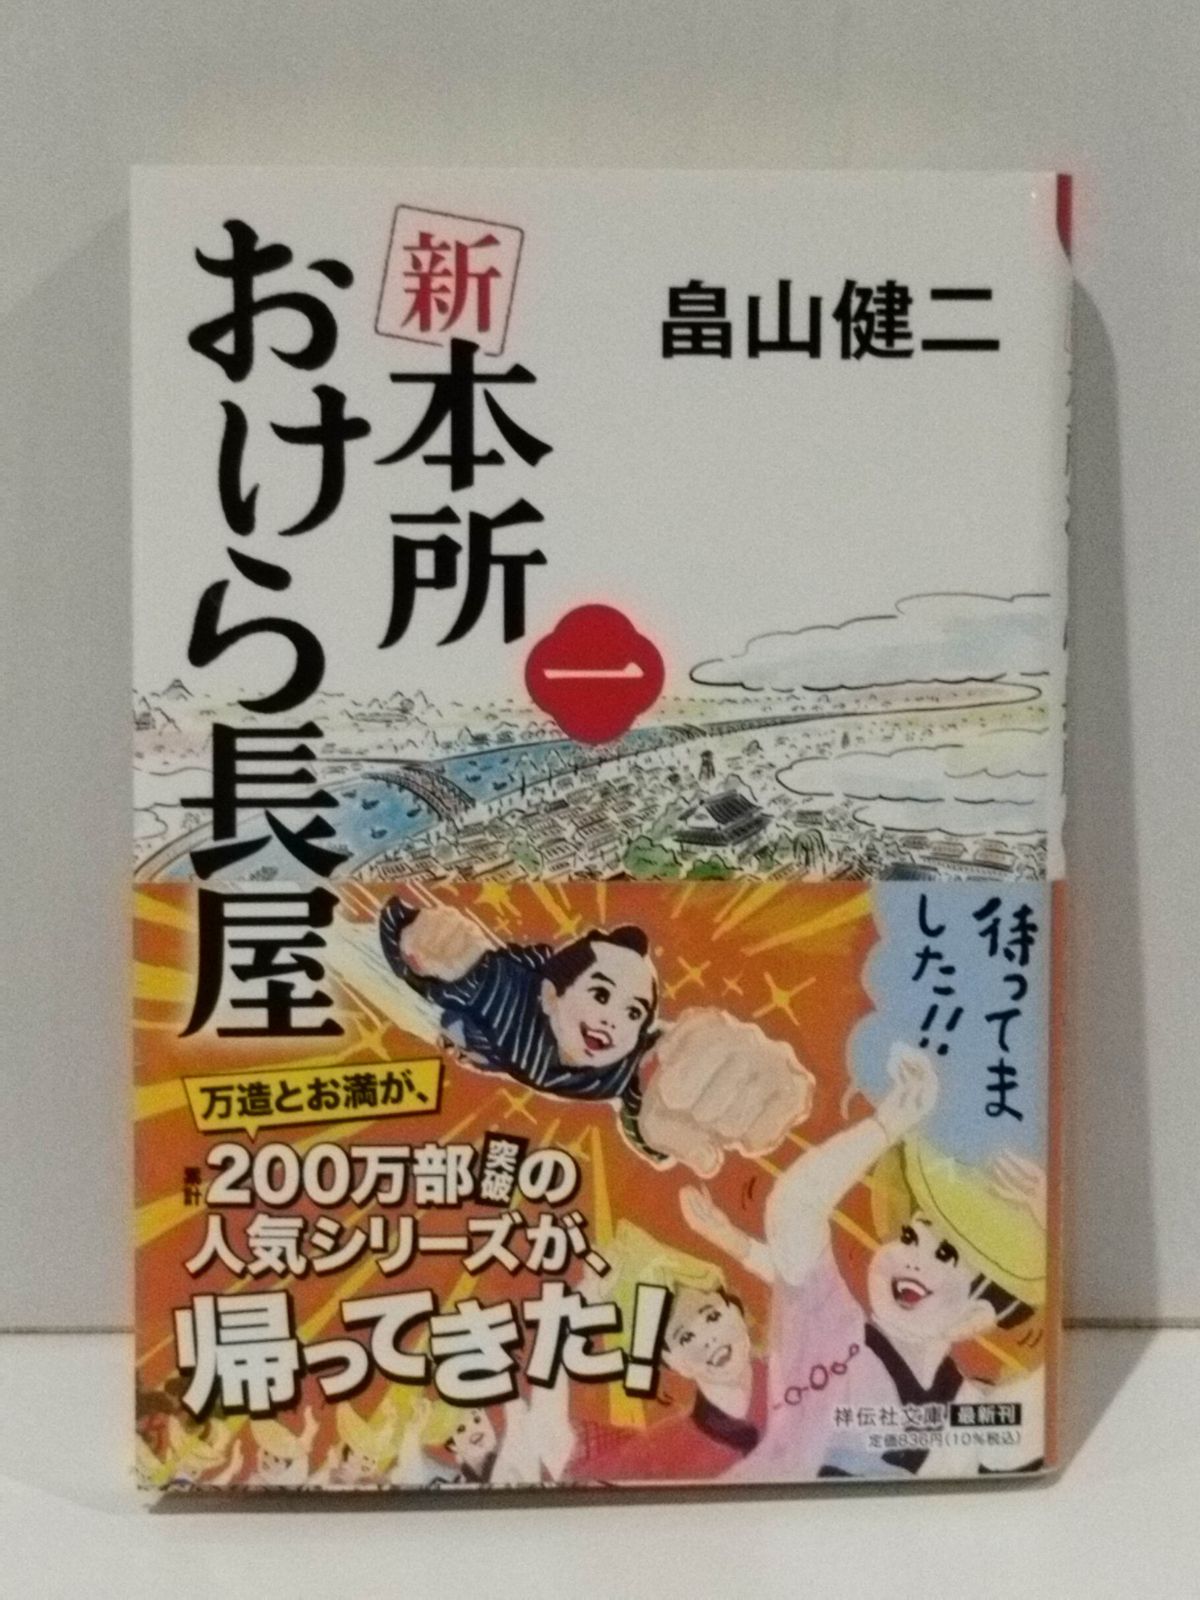 畠山健二
新
本所
おけら長屋
一
待ってま
した!!
万造とお満が、
累計200万部突破の
人気シリーズが、
帰ってきた!
祥伝社文庫 最新刊
定価836円(10%税込)